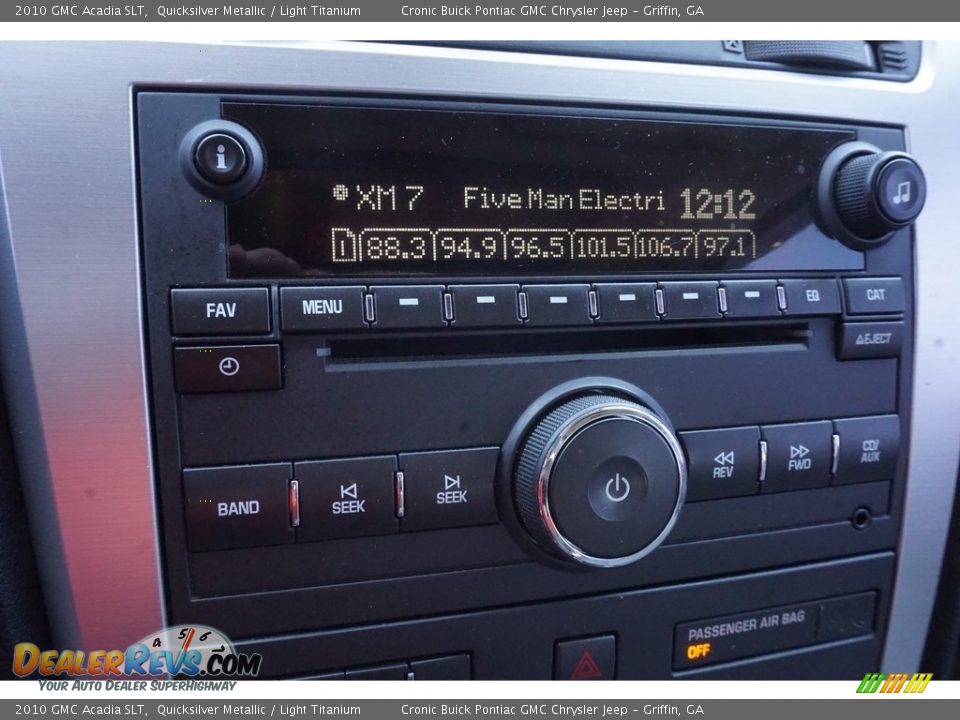 2010 GMC Acadia SLT,  Quicksilver Metallic / Light Titanium        Cronic Buick Pontiac GMC Chrysler Jeep - Griffin, GA
i
XM 7 Five Man Electri 12:12
1 88.3 94.9 96.5 101.5 106.7 97.1
FAV MENU EQ CAT
EJECT
BAND SEEK SEEK REV FWD CD/
AUX
PASSENGER AIR BAG
OFF
4 5 6
DealerRevs.com
Your Auto Dealer SuperHighway
2010 GMC Acadia SLT,  Quicksilver Metallic / Light Titanium        Cronic Buick Pontiac GMC Chrysler Jeep - Griffin, GA